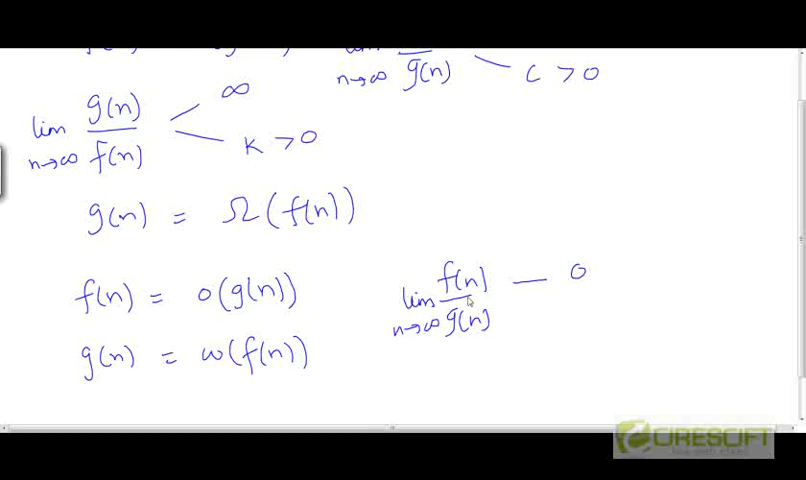 lim n→∞ g(n) c > 0
lim n→∞ g(n)/f(n) ∞
K > 0
g(n) = Ω(f(n))
f(n) = o(g(n)) lim n→∞ f(n)/g(n) — 0
g(n) = ω(f(n))